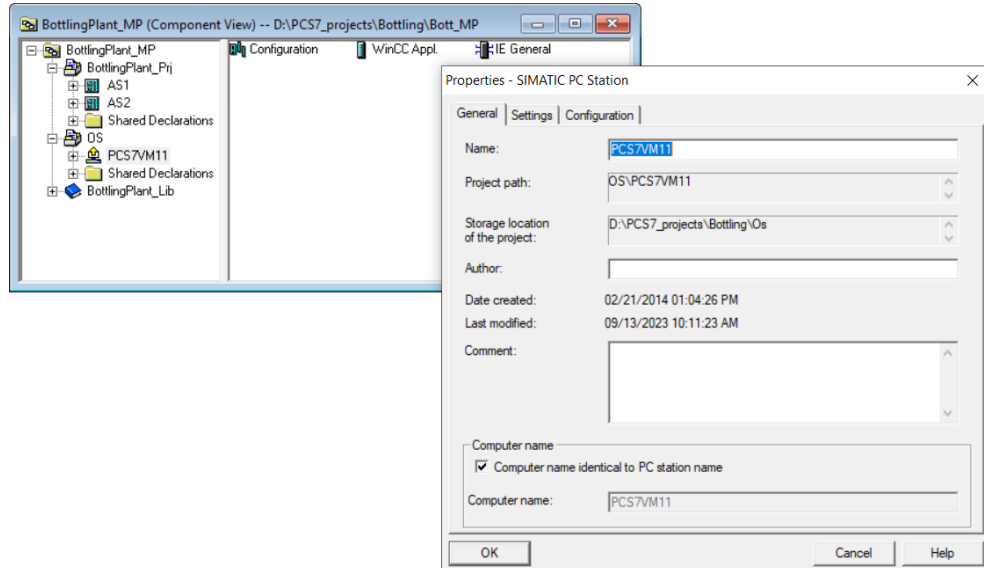 BottlingPlant_MP (Component View) -- D:\PCS7_projects\Bottling\Bott_MP
BottlingPlant_MP
BottlingPlant_Prj
AS1
AS2
Shared Declarations
OS
PCS7VM11
Shared Declarations
BottlingPlant_Lib
Configuration
WinCC Appl.
IE General
Properties - SIMATIC PC Station
General
Settings
Configuration
Name:
PCS7VM11
Project path:
OS\PCS7VM11
Storage location
of the project:
D:\PCS7_projects\Bottling\Os
Author:
Date created:
02/21/2014 01:04:26 PM
Last modified:
09/13/2023 10:11:23 AM
Comment:
Computer name
Computer name identical to PC station name
Computer name:
PCS7VM11
OK
Cancel
Help